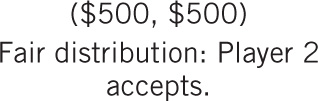 ($500, $500)
Fair distribution: Player 2
accepts.